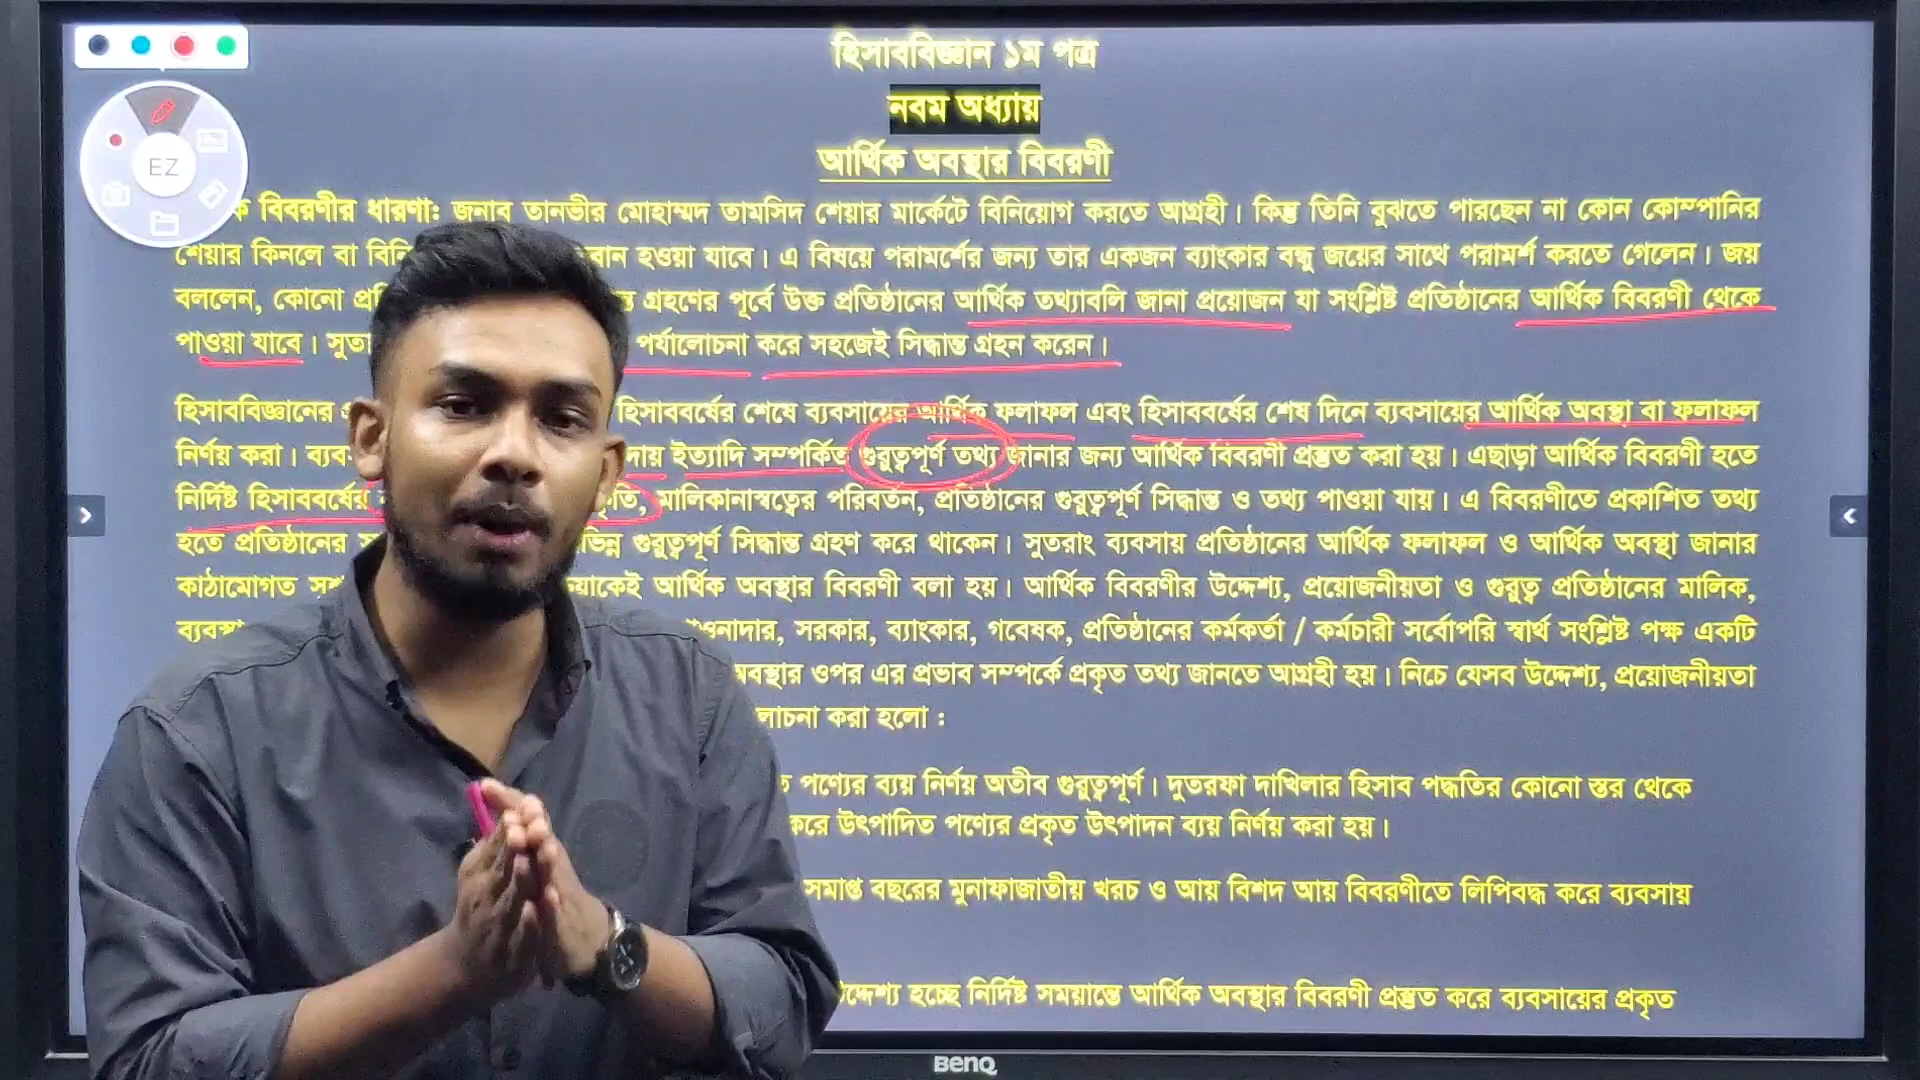 হিসাববিজ্ঞান ১ম পত্র
নবম অধ্যায়
আর্থিক অবস্থার বিবরণী
EZ
ক বিবরণীর ধারণা: জনাব তানভীর মোহাম্মদ তামসিদ শেয়ার মার্কেটে বিনিয়োগ করতে আগ্রহী। কিন্তু তিনি বুঝতে পারছেন না কোন কোম্পানির
শেয়ার কিনলে বা বিনি বান হওয়া যাবে। এ বিষয়ে পরামর্শের জন্য তার একজন ব্যাংকার বন্ধু জয়ের সাথে পরামর্শ করতে গেলেন। জয়
বললেন, কোনো প্রতি ন্ত গ্রহণের পূর্বে উক্ত প্রতিষ্ঠানের আর্থিক তথ্যাবলি জানা প্রয়োজন যা সংশ্লিষ্ট প্রতিষ্ঠানের আর্থিক বিবরণী থেকে
পাওয়া যাবে। সুতা পর্যালোচনা করে সহজেই সিদ্ধান্ত গ্রহন করেন।
হিসাববিজ্ঞানের হিসাববর্ষের শেষে ব্যবসায়ের আর্থিক ফলাফল এবং হিসাববর্ষের শেষ দিনে ব্যবসায়ের আর্থিক অবস্থা বা ফলাফল
নির্ণয় করা। ব্যব দায় ইত্যাদি সম্পর্কিত গুরুত্বপূর্ণ তথ্য জানার জন্য আর্থিক বিবরণী প্রস্তুত করা হয়। এছাড়া আর্থিক বিবরণী হতে
নির্দিষ্ট হিসাববর্ষের কৃতি, মালিকানাস্বত্বের পরিবর্তন, প্রতিষ্ঠানের গুরুত্বপূর্ণ সিদ্ধান্ত ও তথ্য পাওয়া যায়। এ বিবরণীতে প্রকাশিত তথ্য
হতে প্রতিষ্ঠানের ভিন্ন গুরুত্বপূর্ণ সিদ্ধান্ত গ্রহণ করে থাকেন। সুতরাং ব্যবসায় প্রতিষ্ঠানের আর্থিক ফলাফল ও আর্থিক অবস্থা জানার
কাঠামোগত য়াকেই আর্থিক অবস্থার বিবরণী বলা হয়। আর্থিক বিবরণীর উদ্দেশ্য, প্রয়োজনীয়তা ও গুরুত্ব প্রতিষ্ঠানের মালিক,
ব্যবস্থা াওনাদার, সরকার, ব্যাংকার, গবেষক, প্রতিষ্ঠানের কর্মকর্তা / কর্মচারী সর্বোপরি স্বার্থ সংশ্লিষ্ট পক্ষ একটি
অবস্থার ওপর এর প্রভাব সম্পর্কে প্রকৃত তথ্য জানতে আগ্রহী হয়। নিচে যেসব উদ্দেশ্য, প্রয়োজনীয়তা
লোচনা করা হলো :
পণ্যের ব্যয় নির্ণয় অতীব গুরুত্বপূর্ণ। দুতরফা দাখিলার হিসাব পদ্ধতির কোনো স্তর থেকে
করে উৎপাদিত পণ্যের প্রকৃত উৎপাদন ব্যয় নির্ণয় করা হয়।
সমাপ্ত বছরের মুনাফাজাতীয় খরচ ও আয় বিশদ আয় বিবরণীতে লিপিবদ্ধ করে ব্যবসায়
দ্দেশ্য হচ্ছে নির্দিষ্ট সময়ান্তে আর্থিক অবস্থার বিবরণী প্রস্তুত করে ব্যবসায়ের প্রকৃত
BenQ